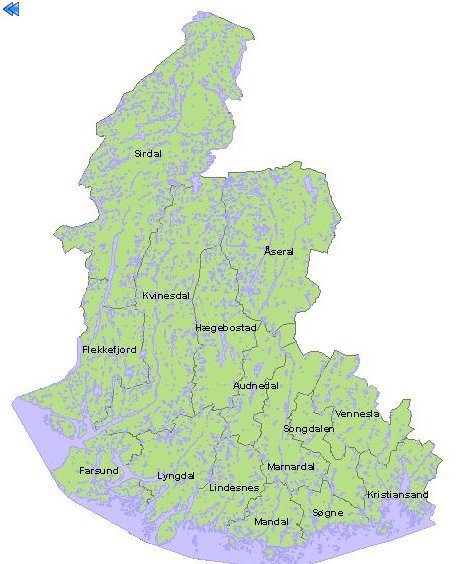 Sirdal
Åseral
Kvinesdal
Hægebostad
Flekkefjord
Audnedal
Vennesla
Songdalen
Marnardal
Farsund
Lyngdal
Lindesnes
Kristiansand
Søgne
Mandal